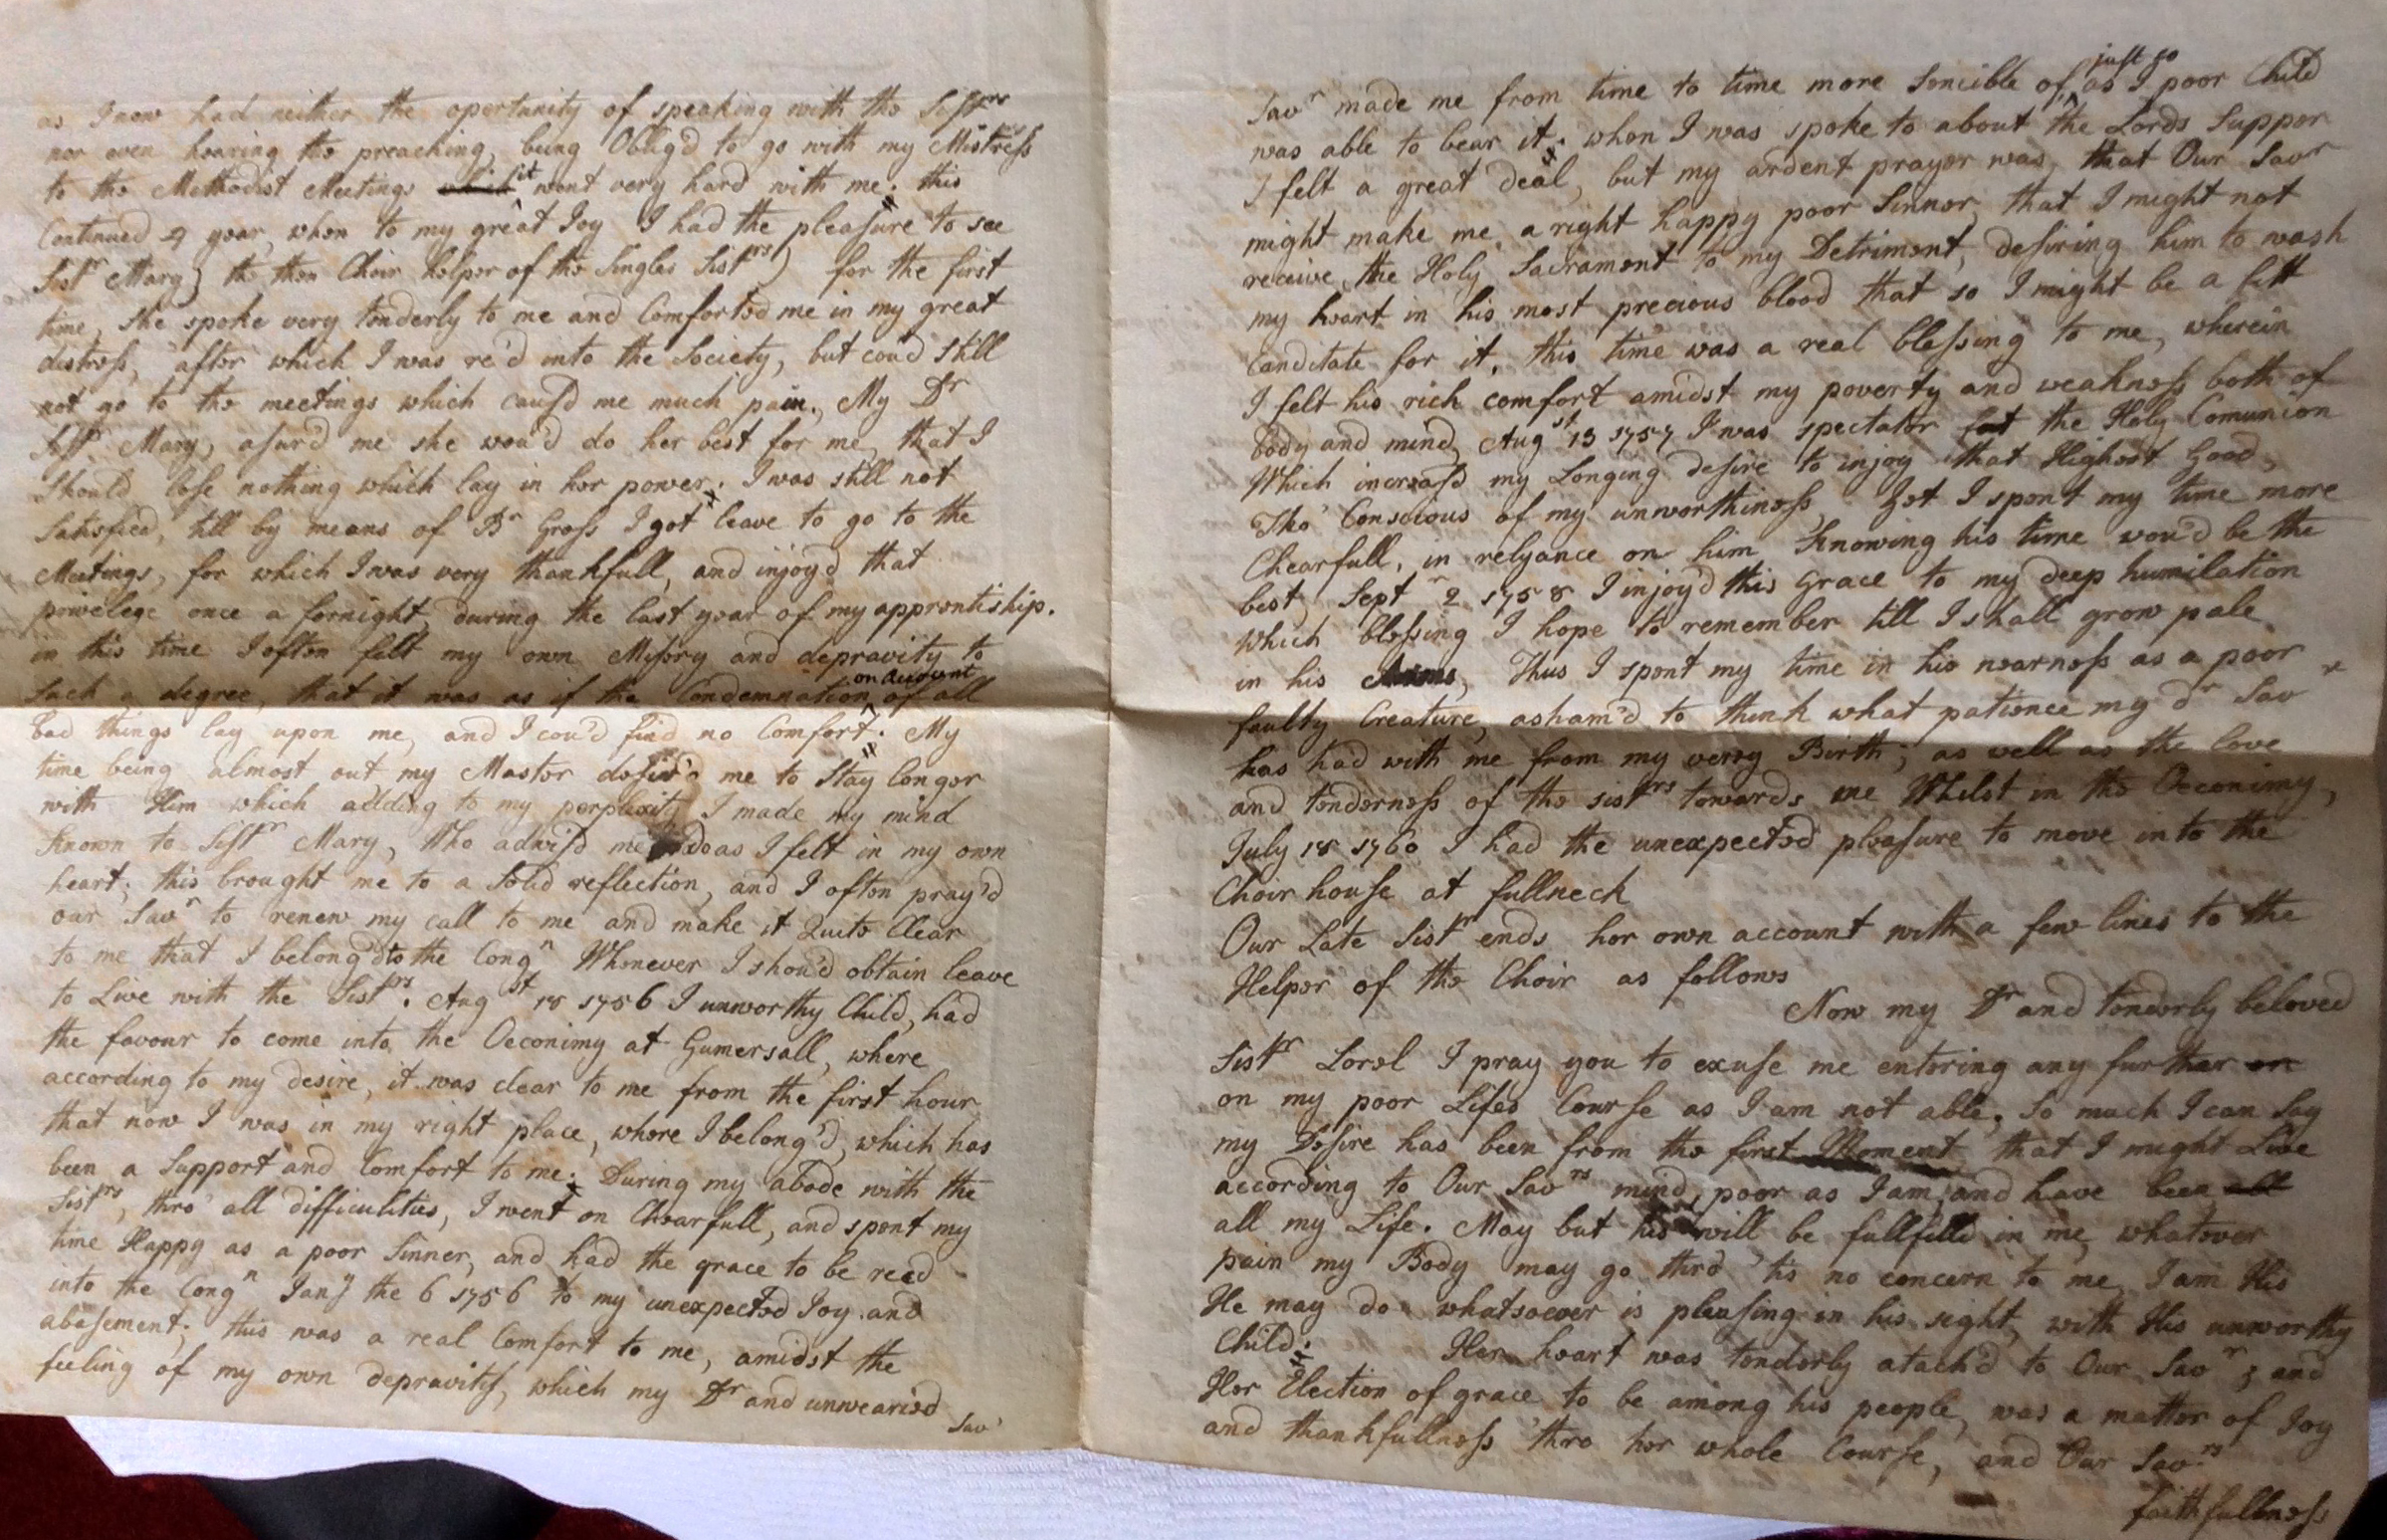 as I now had neither the oportunity of speaking with the Sistrs
nor even hearing the preaching, being Oblig'd to go with my Mistress
to the Methodist Meetings it went very hard with me. this
Continued a year, when to my great Joy I had the pleasure to see
Sistr Mary (the then Choir helper of the Singles Sistrs) for the first
time, she spoke very tenderly to me and Comforted me in my great
distress, after which I was re'd into the Society, but coud still
not go to the meetings which caus'd me much pain. My Dr
Sistr Mary, asur'd me she wou'd do her best for me, that I
Should lose nothing which lay in her power. I was still not
Satisfied, till by means of Br Gross I got leave to go to the
Meetings, for which I was very thankfull, and injoy'd that
privelege once a fornight, during the last year of my apprentiship.
in this time I often felt my own Misery and depravity to
Such a degree, that it was as if the Condemnation on Account of all
bad things lay upon me, and I cou'd find no Comfort. My
time being almost out my Master desir'd me to Stay longer
with Him which adding to my perplexity I made my mind
Known to Sistr Mary, Who advis'd me to do as I felt in my own
heart; this brought me to a Solid reflection, and I often pray'd
our Savr to renew my call to me and make it Quite Clear
to me that I belong'd to the Congn Whenever I shou'd obtain leave
to Live with the Sistrs. Augst 18 1756 I unworthy Child, had
the favour to come into the Oeconimy at Gumersall, where
according to my desire, it was clear to me from the first hour
that now I was in my right place, where I belong'd, which has
been a Support and Comfort to me. During my abode with the
Sistrs, thro' all difficulities, I went on Chearfull, and spent my
time Happy as a poor Sinner, and had the grace to be reed
into the Congn Jany the 6 1756 to my unexpected Joy and
abasement; this was a real Comfort to me, amidst the
feeling of my own depravitys, which my Dr and unwearied
Savr
Savr made me from time to time more Sencible of, just so as I poor Child
was able to bear it. when I was spoke to about the Lords Supper
I felt a great deal, but my ardent prayer was, that Our Savr
might make me, a right happy poor Sinner, that I might not
receive the Holy Sacrament to my Detriment, desiring him to wash
my heart in his most precious blood that so I might be a fitt
Canditate for it, this time was a real blessing to me, wherein
I felt his rich comfort amidst my poverty and weakness both of
body and mind, Augst 13 1757 I was spectator at the Holy Comunion
Which increas'd my Longing desire to injoy that Highest Good,
Tho' Conscious of my unworthiness, Yet I spent my time more
Chearfull, in relyance on him, Knowing his time wou'd be the
best, Septr 2 1758 I injoy'd this Grace to my deep humilation
which blessing I hope to remember till I shall grow pale
in his Arms, Thus I spent my time in his nearness as a poor
faulty Creature, asham'd to think what patience my dr Savr
has had with me from my verry Birth; as well as the love
and tenderness of the sistrs towards me Whilst in the Oeconimy,
July 18 1760 I had the unexpected pleasure to move into the
Choir house at fullneck
Our Late Sistr ends her own account with a few lines to the
Helper of the Choir as follows
Now my Dr and tenderly beloved
Sistr Lorel I pray you to excuse me entering any further on
on my poor Lifes Course as I am not able. So much I can Say
my Desire has been from the first Moment that I might Live
according to Our Savrs mind, poor as I am, and have been all
all my Life. May but his will be fullfilld in me, whatever
pain my Body may go thro' 'tis no concern to me, I am His
He may do whatsoever is pleasing in his sight, with His unworthy
Child. Her heart was tenderly atach'd to Our Savr; and
Her Election of grace to be among his people, was a matter of Joy
and thankfullness 'thro her whole Course, and Our Savrs
faithfullness